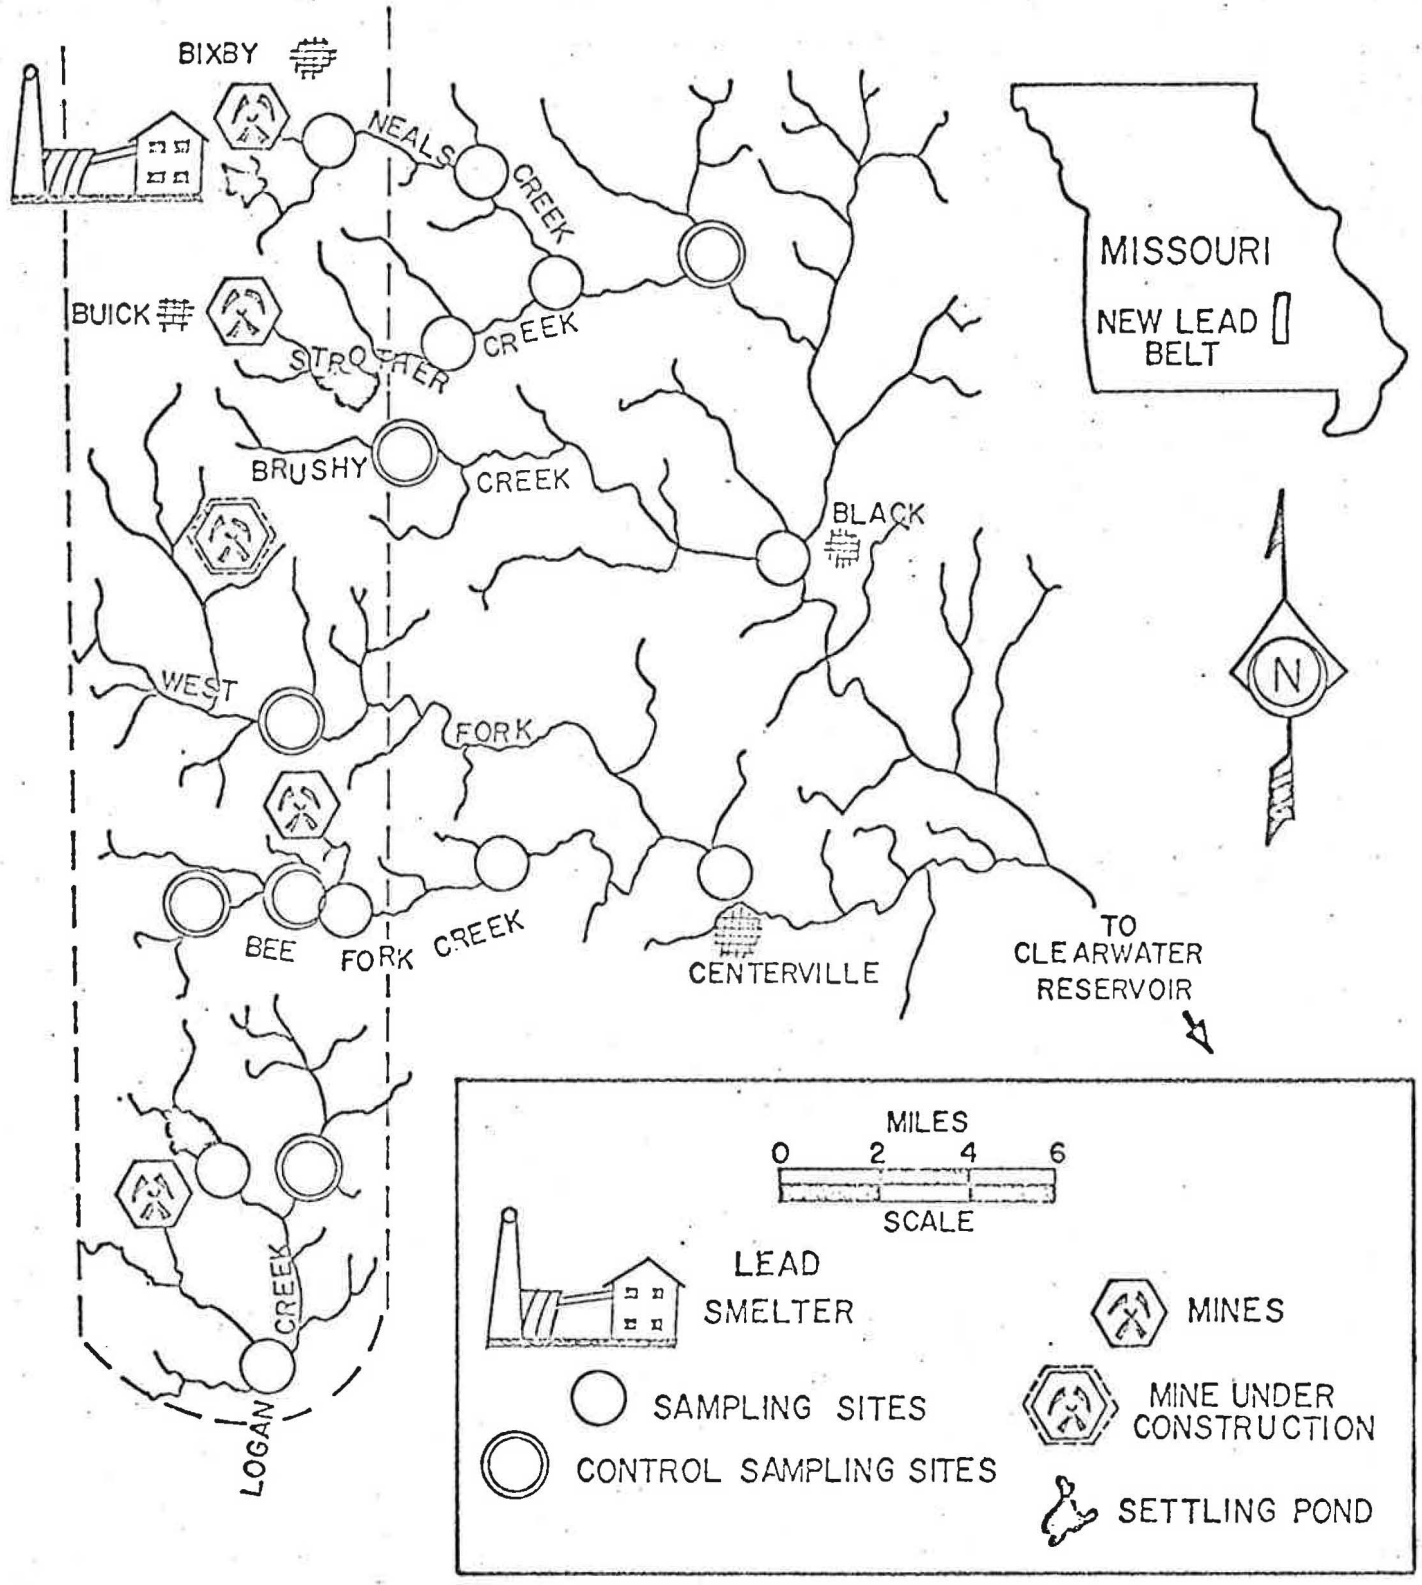 BIXBY
NEALS
CREEK
MISSOURI
NEW LEAD
BELT
BUICK
STROTHER
CREEK
BRUSHY
CREEK
BLACK
WEST
FORK
N
BEE
FORK
CREEK
CENTERVILLE
TO
CLEARWATER
RESERVOIR
CREEK
LOGAN
MILES
0 2 4 6
SCALE
LEAD
SMELTER
MINES
SAMPLING SITES
MINE UNDER
CONSTRUCTION
CONTROL SAMPLING SITES
SETTLING POND